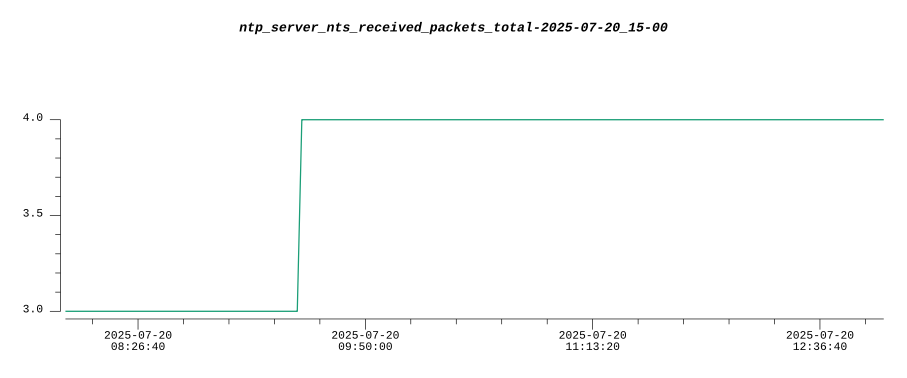 ntp_server_nts_received_packets_total-2025-07-20_15-00
4.0
3.5
3.0
2025-07-20 2025-07-20 2025-07-20 2025-07-20
08:26:40 09:50:00 11:13:20 12:36:40